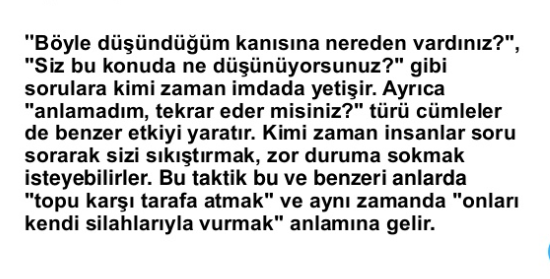 "Böyle düşündüğüm kanısına nereden vardınız?",
"Siz bu konuda ne düşünüyorsunuz?" gibi
sorulara kimi zaman imdada yetişir. Ayrıca
"anlamadım, tekrar eder misiniz?" türü cümleler
de benzer etkiyi yaratır. Kimi zaman insanlar soru
sorarak sizi sıkıştırmak, zor duruma sokmak
isteyebilirler. Bu taktik bu ve benzeri anlarda
"topu karşı tarafa atmak" ve aynı zamanda "onları
kendi silahlarıyla vurmak" anlamına gelir.